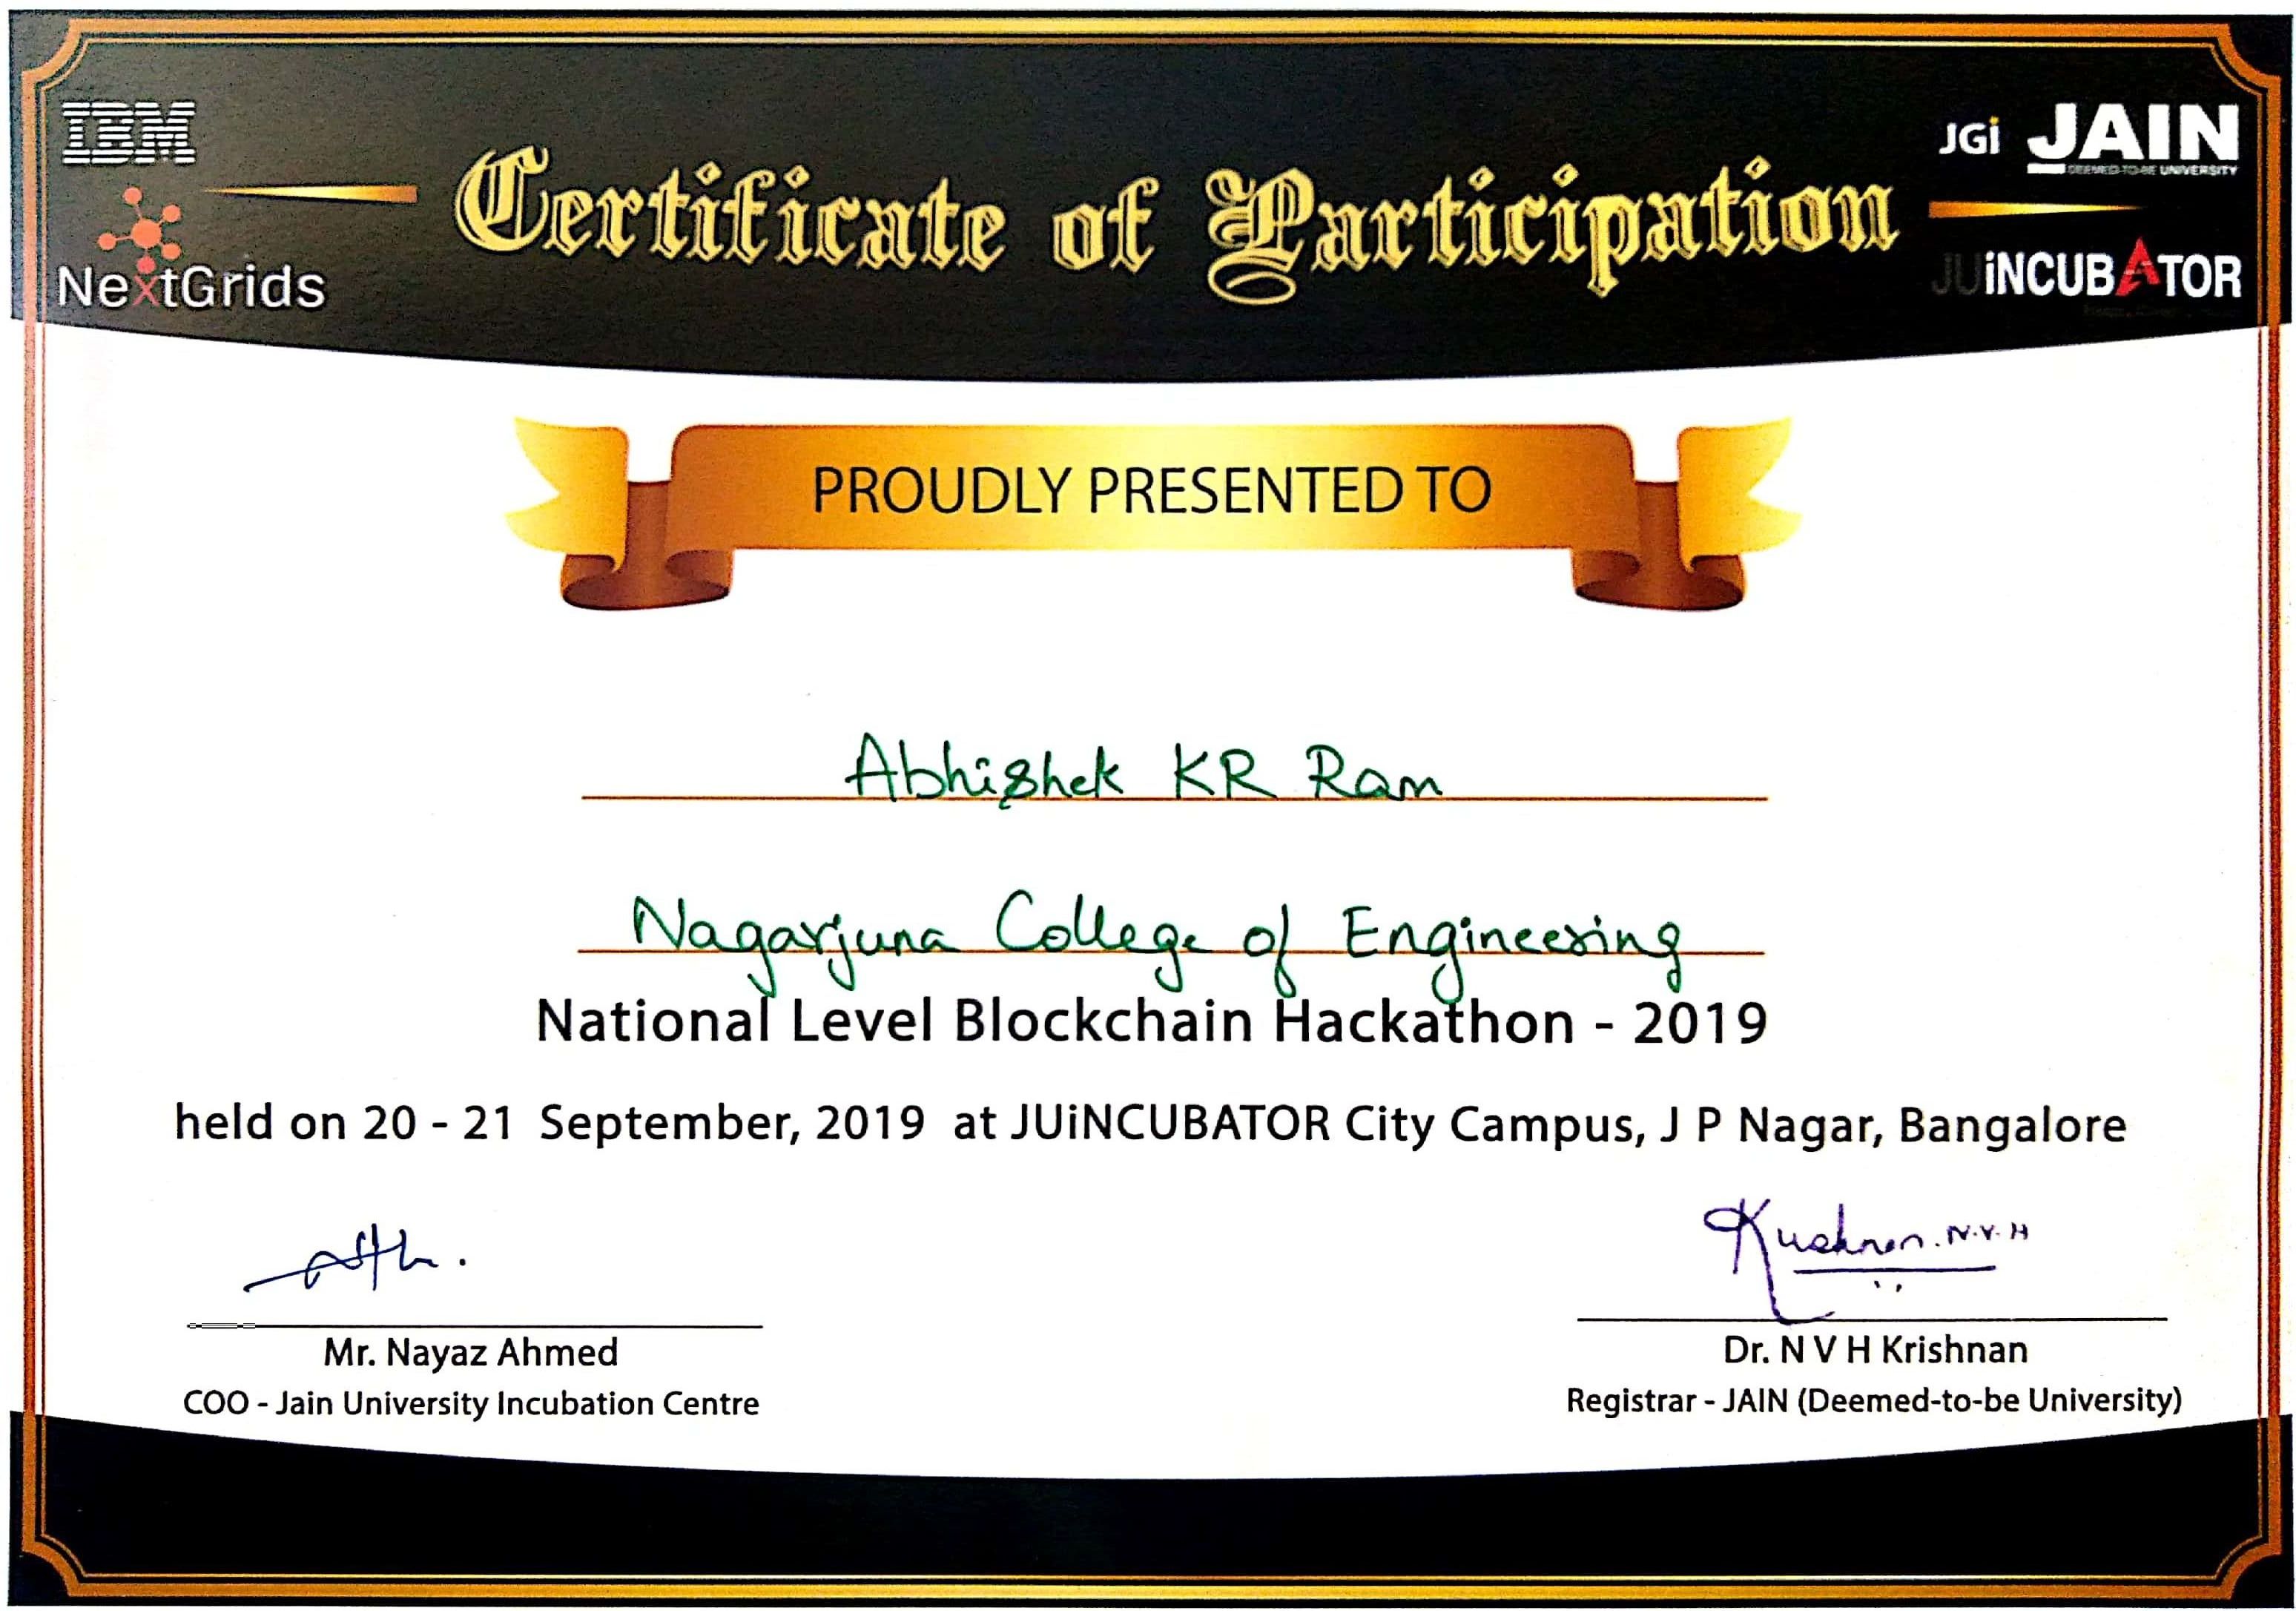 IBM
NextGrids
Certificate of Participation
JGi JAIN
DEEMED-TO-BE UNIVERSITY
JUiNCUBATOR
PROUDLY PRESENTED TO
Abhishek KR Ram
Nagarjuna College of Engineering
National Level Blockchain Hackathon - 2019
held on 20 - 21 September, 2019 at JUiNCUBATOR City Campus, J P Nagar, Bangalore
Krishnan. N.V.H
Mr. Nayaz Ahmed
COO - Jain University Incubation Centre
Dr. N V H Krishnan
Registrar - JAIN (Deemed-to-be University)